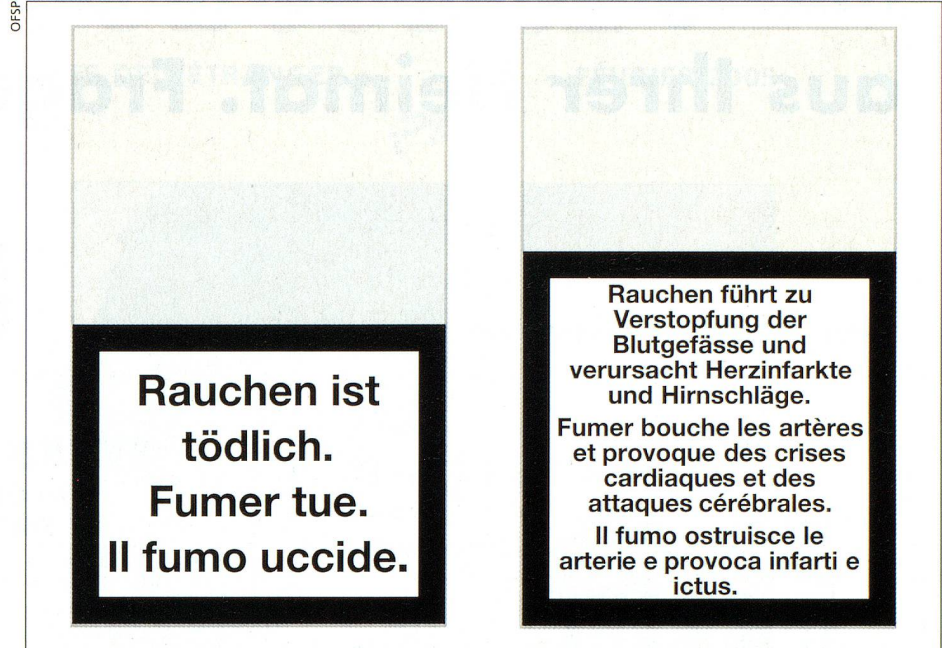 OFSP
Rauchen ist
tödlich.
Fumer tue.
Il fumo uccide.
Rauchen führt zu
Verstopfung der
Blutgefässe und
verursacht Herzinfarkte
und Hirnschläge.
Fumer bouche les artères
et provoque des crises
cardiaques et des
attaques cérébrales.
Il fumo ostruisce le
arterie e provoca infarti e
ictus.